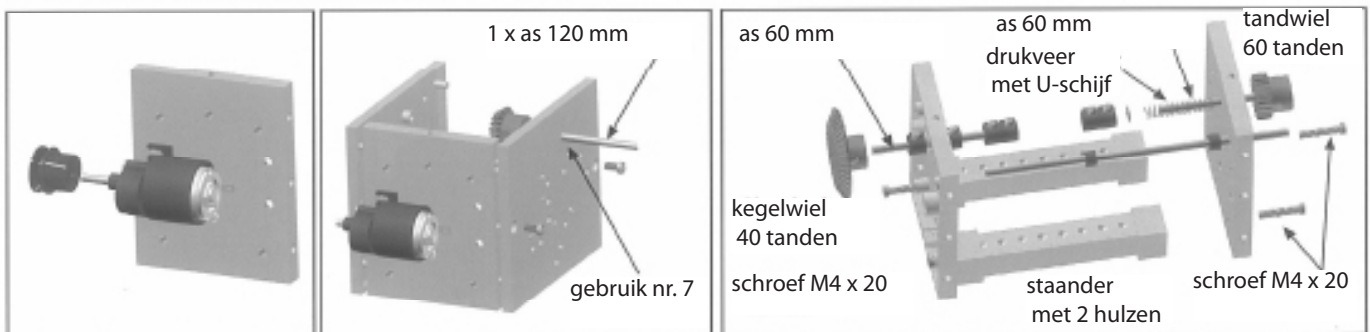 1 x as 120 mm
gebruik nr. 7
as 60 mm
as 60 mm
drukveer
met U-schijf
tandwiel
60 tanden
kegelwiel
40 tanden
schroef M4 x 20
staander
met 2 hulzen
schroef M4 x 20